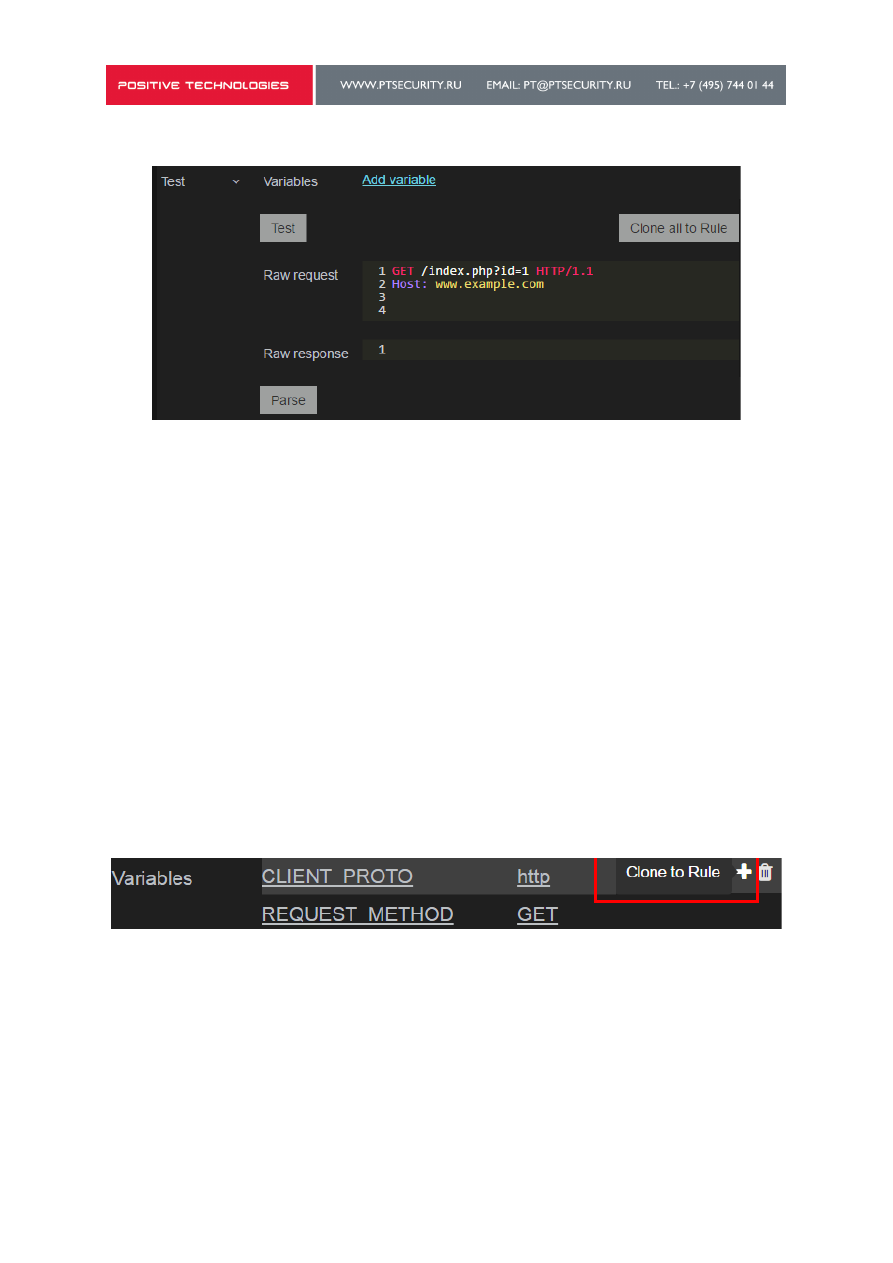 POSITIVE TECHNOLOGIES WWW.PTSECURITY.RU EMAIL: PT@PTSECURITY.RU TEL.: +7 (495) 744 01 44
Test Variables Add variable
Test Clone all to Rule
Raw request 1 GET /index.php?id=1 HTTP/1.1
2 Host: www.example.com
3
4
Raw response 1
Parse
Variables CLIENT_PROTO http Clone to Rule
REQUEST_METHOD GET